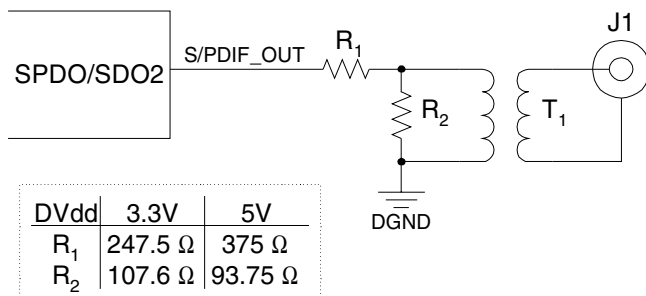 J1
S/PDIF_OUT
R1
SPDO/SDO2
R2
T1
DGND
DVdd 3.3V 5V
R1 247.5 Ω 375 Ω
R2 107.6 Ω 93.75 Ω